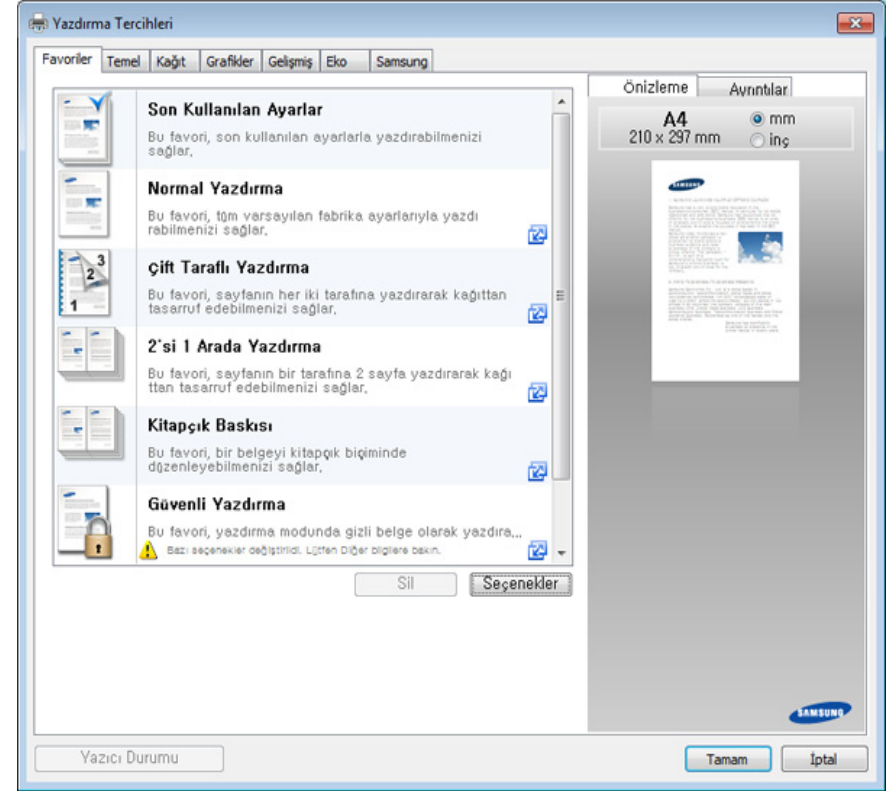 Yazdırma Tercihleri
Favoriler Temel Kağıt Grafikler Gelişmiş Eko Samsung
Son Kullanılan Ayarlar
Bu favori, son kullanılan ayarlarla yazdırabilmenizi
sağlar.
Normal Yazdırma
Bu favori, tüm varsayılan fabrika ayarlarıyla yazdı
rabilmenizi sağlar.
Çift Taraflı Yazdırma
Bu favori, sayfanın her iki tarafına yazdırarak kağıttan
tasarruf edebilmenizi sağlar.
2'si 1 Arada Yazdırma
Bu favori, sayfanın bir tarafına 2 sayfa yazdırarak kağı
ttan tasarruf edebilmenizi sağlar.
Kitapçık Baskısı
Bu favori, bir belgeyi kitapçık biçiminde
düzenleyebilmenizi sağlar.
Güvenli Yazdırma
Bu favori, yazdırma modunda gizli belge olarak yazdıra...
Bazı seçenekler değiştirildi. Lütfen Diğer bilgilere bakın.
Sil Seçenekler
Önizleme Ayrıntılar
A4 mm
210 x 297 mm inç
SAMSUNG
SAMSUNG
Yazıcı Durumu Tamam İptal